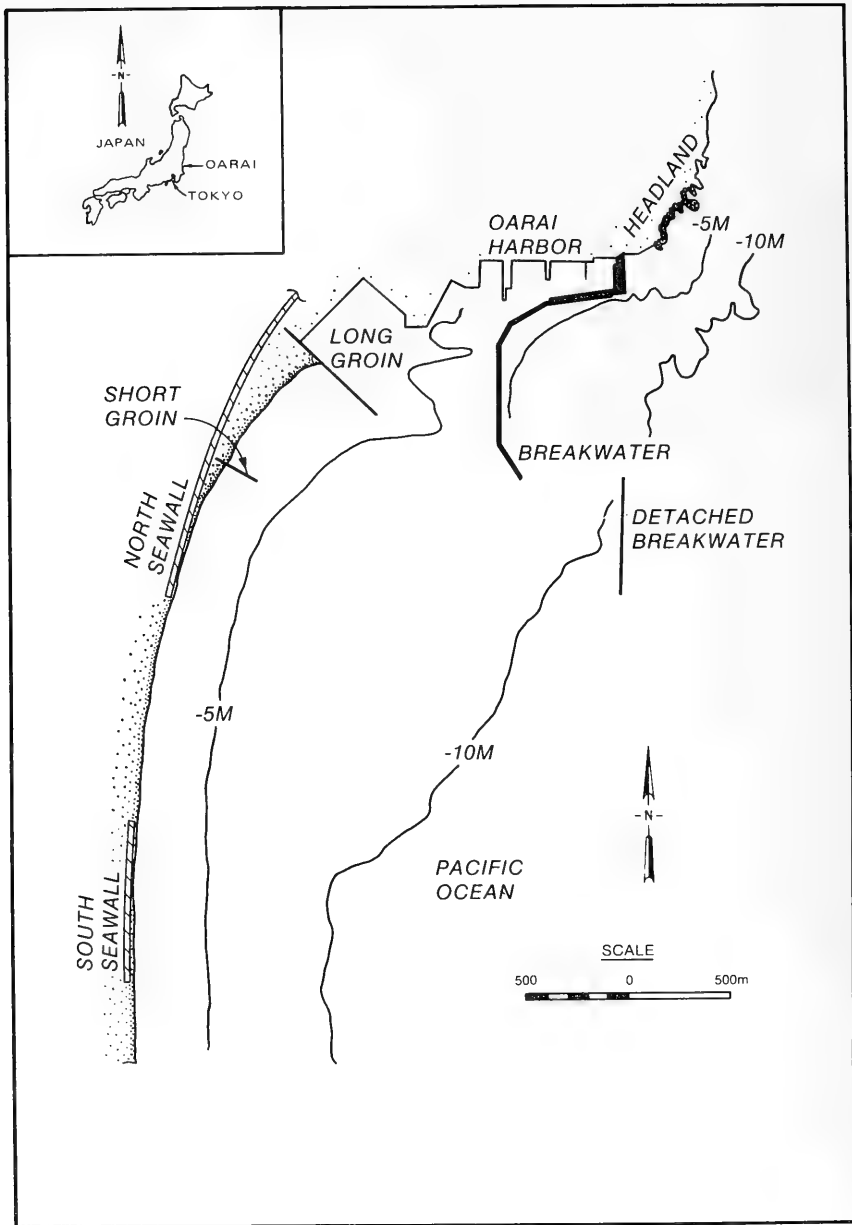 -N-
JAPAN
OARAI
TOKYO
OARAI
HARBOR
HEADLAND
-5M
-10M
LONG
GROIN
SHORT
GROIN
NORTH
SEAWALL
BREAKWATER
DETACHED
BREAKWATER
-5M
-10M
-N-
PACIFIC
OCEAN
SOUTH
SEAWALL
SCALE
500
0
500m